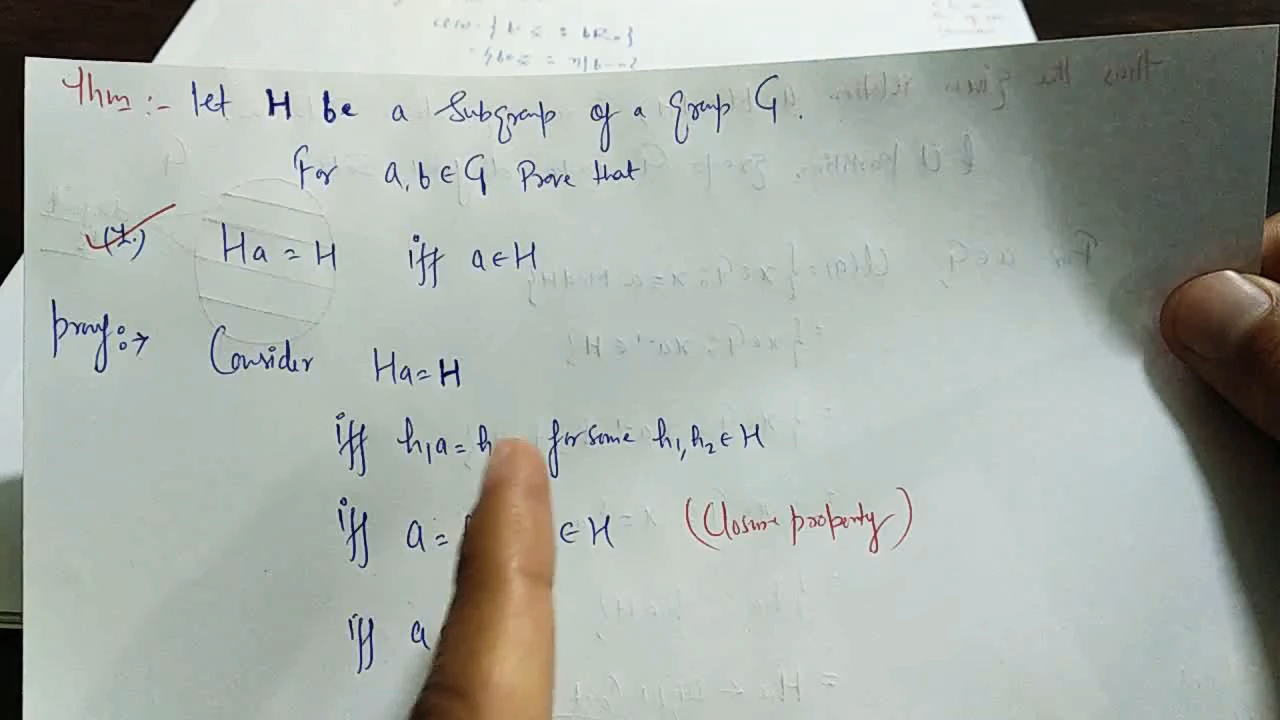 Thm :- Let H be a Subgroup of a group G.
For a, b ∈ G Prove that
(I.) Ha = H iff a ∈ H
proof :→ Consider Ha = H
iff h₁a = h for some h₁, h₂ ∈ H
iff a = ∈ H (Closure property)
iff a